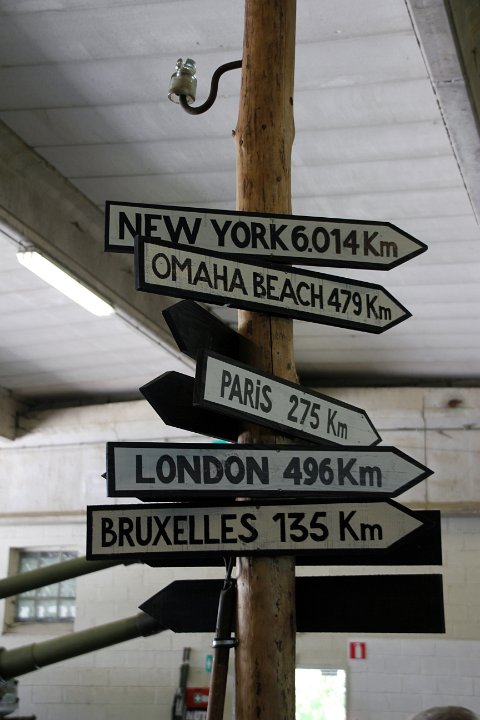 NEW YORK 6.014 Km
OMAHA BEACH 479 Km
PARiS 275 Km
LONDON 496 Km
BRUXELLES 135 Km